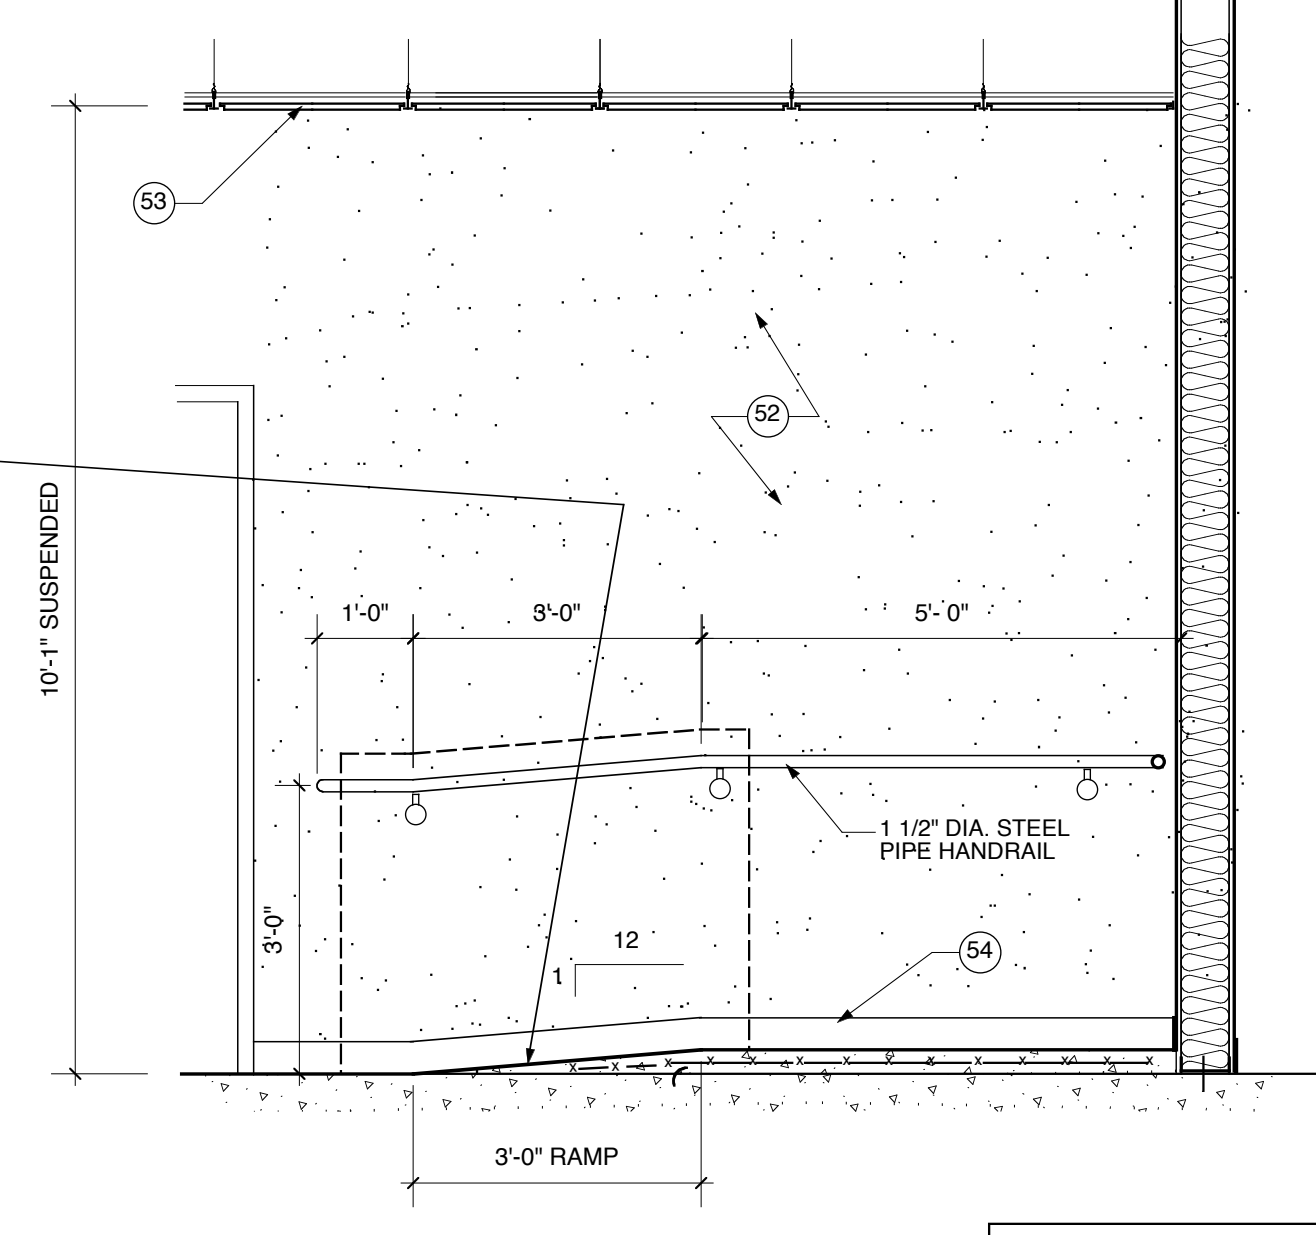 53
52
10'-1" SUSPENDED
1'-0"
3'-0"
5'- 0"
1 1/2" DIA. STEEL
PIPE HANDRAIL
3'-0"
12
1
54
x x x x x x x x x x x x x x
3'-0" RAMP